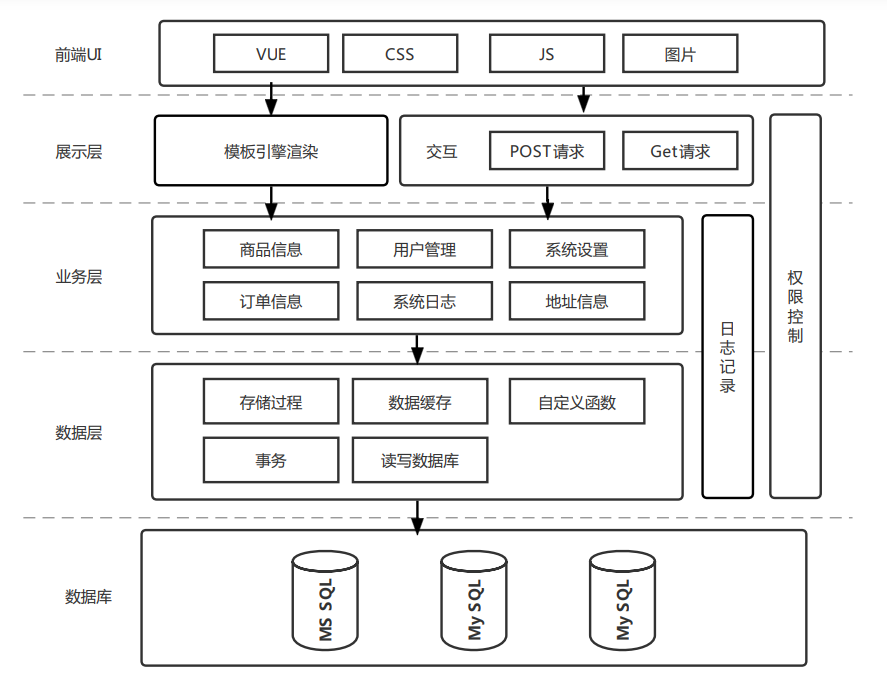 前端UI
VUE
CSS
JS
图片
展示层
模板引擎渲染
交互
POST请求
Get请求
业务层
商品信息
用户管理
系统设置
订单信息
系统日志
地址信息
日志记录
权限控制
数据层
存储过程
数据缓存
自定义函数
事务
读写数据库
数据库
MS SQL
My SQL
My SQL